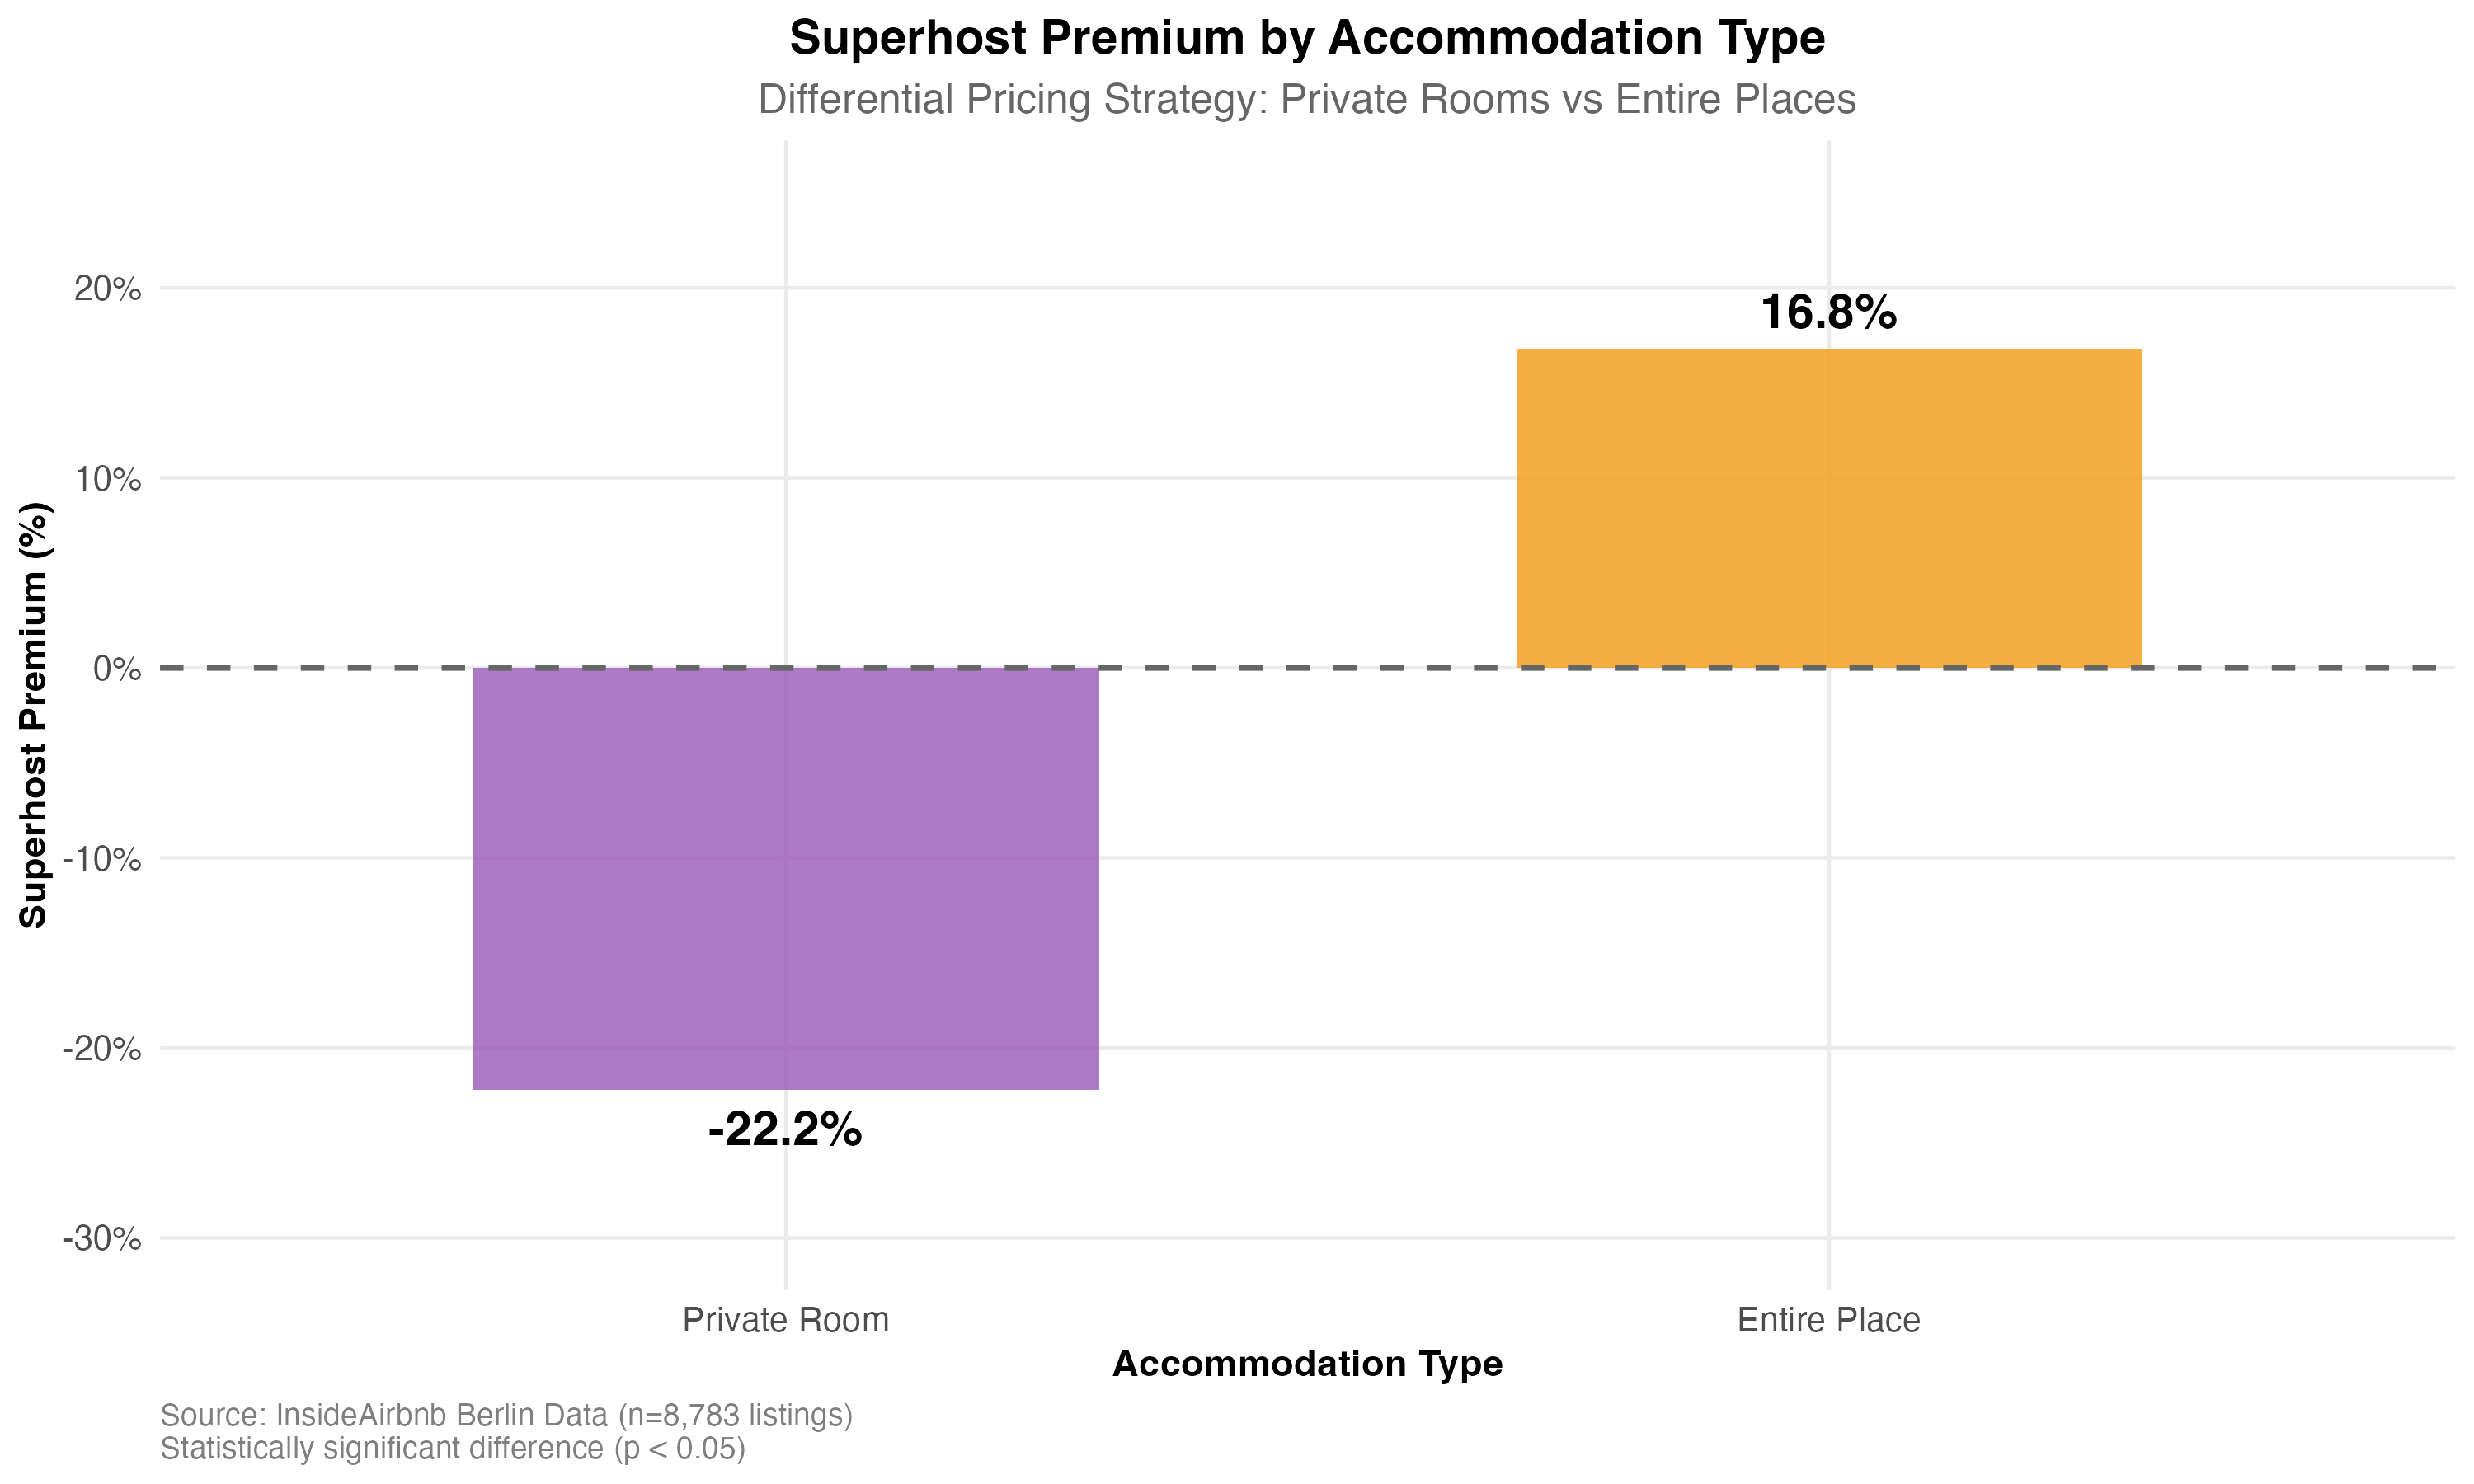 Superhost Premium by Accommodation Type
Differential Pricing Strategy: Private Rooms vs Entire Places
Superhost Premium (%)
20%
10%
0%
-10%
-20%
-30%
16.8%
-22.2%
Private Room
Entire Place
Accommodation Type
Source: InsideAirbnb Berlin Data (n=8,783 listings)
Statistically significant difference (p < 0.05)